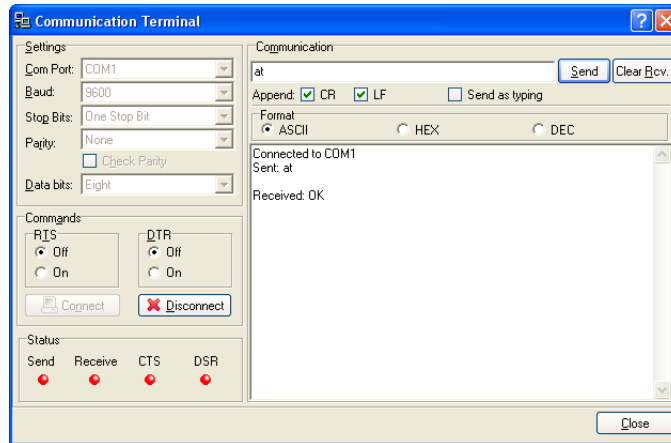 Communication Terminal
Settings
Com Port: COM1
Baud: 9600
Stop Bits: One Stop Bit
Parity: None
Check Parity
Data bits: Eight
Commands
RTS
Off
On
DTR
Off
On
Connect
Disconnect
Status
Send Receive CTS DSR
Communication
at
Send
Clear Rcv.
Append: CR LF Send as typing
Format
ASCII HEX DEC
Connected to COM1
Sent: at
Received: OK
Close